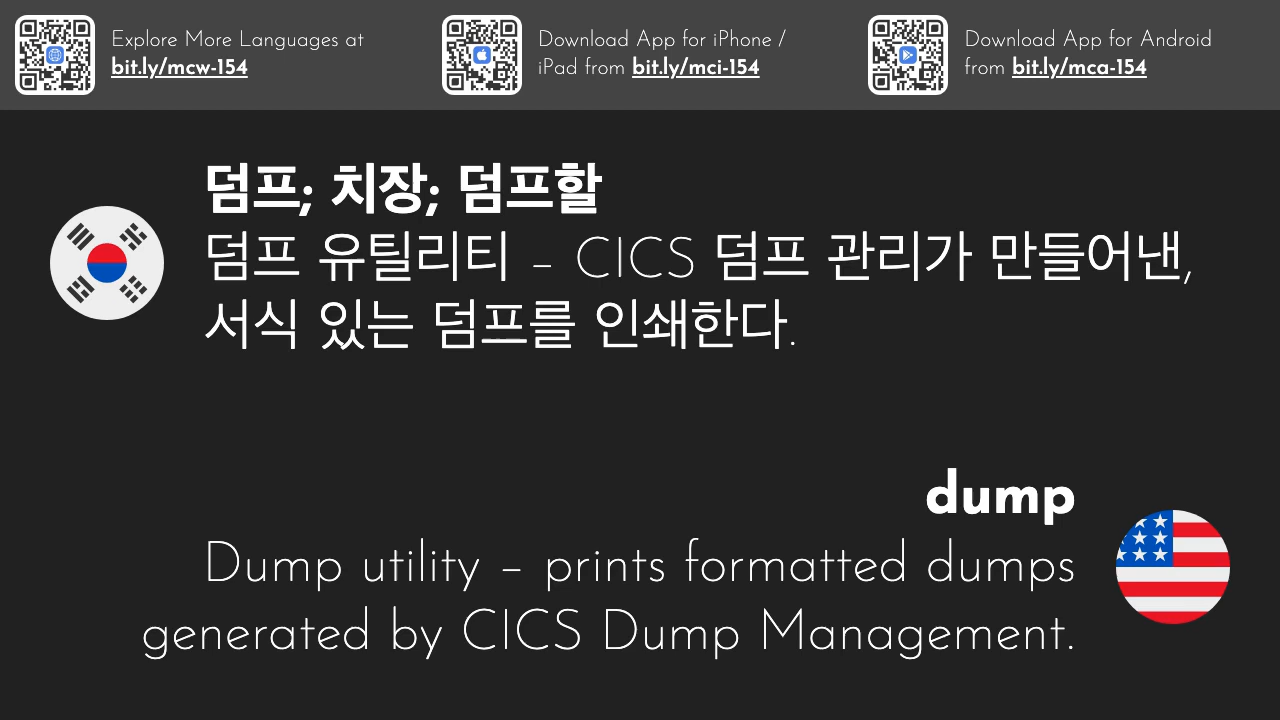 Explore More Languages at
bit.ly/mcw-154
Download App for iPhone /
iPad from bit.ly/mci-154
Download App for Android
from bit.ly/mca-154
덤프; 치장; 덤프할
덤프 유틸리티 – CICS 덤프 관리가 만들어낸,
서식 있는 덤프를 인쇄한다.
dump
Dump utility – prints formatted dumps
generated by CICS Dump Management.